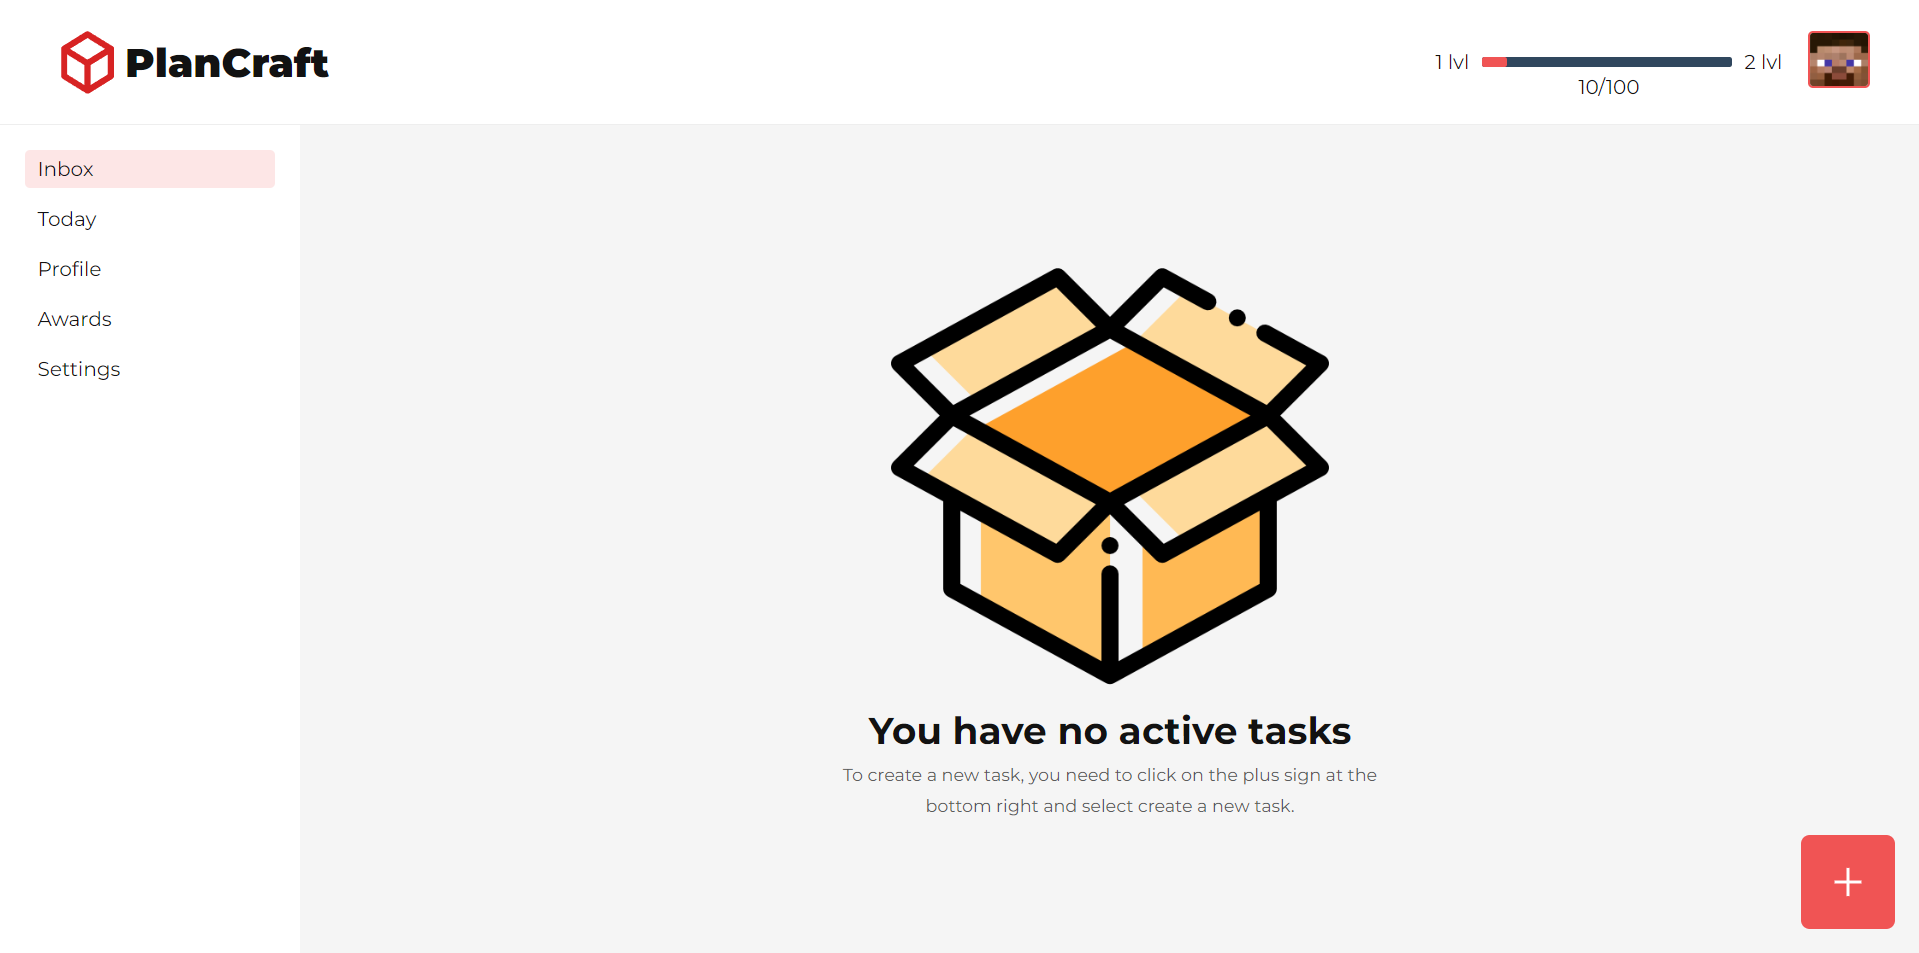 PlanCraft
1 lvl
2 lvl
10/100
Inbox
Today
Profile
Awards
Settings
You have no active tasks
To create a new task, you need to click on the plus sign at the
bottom right and select create a new task.